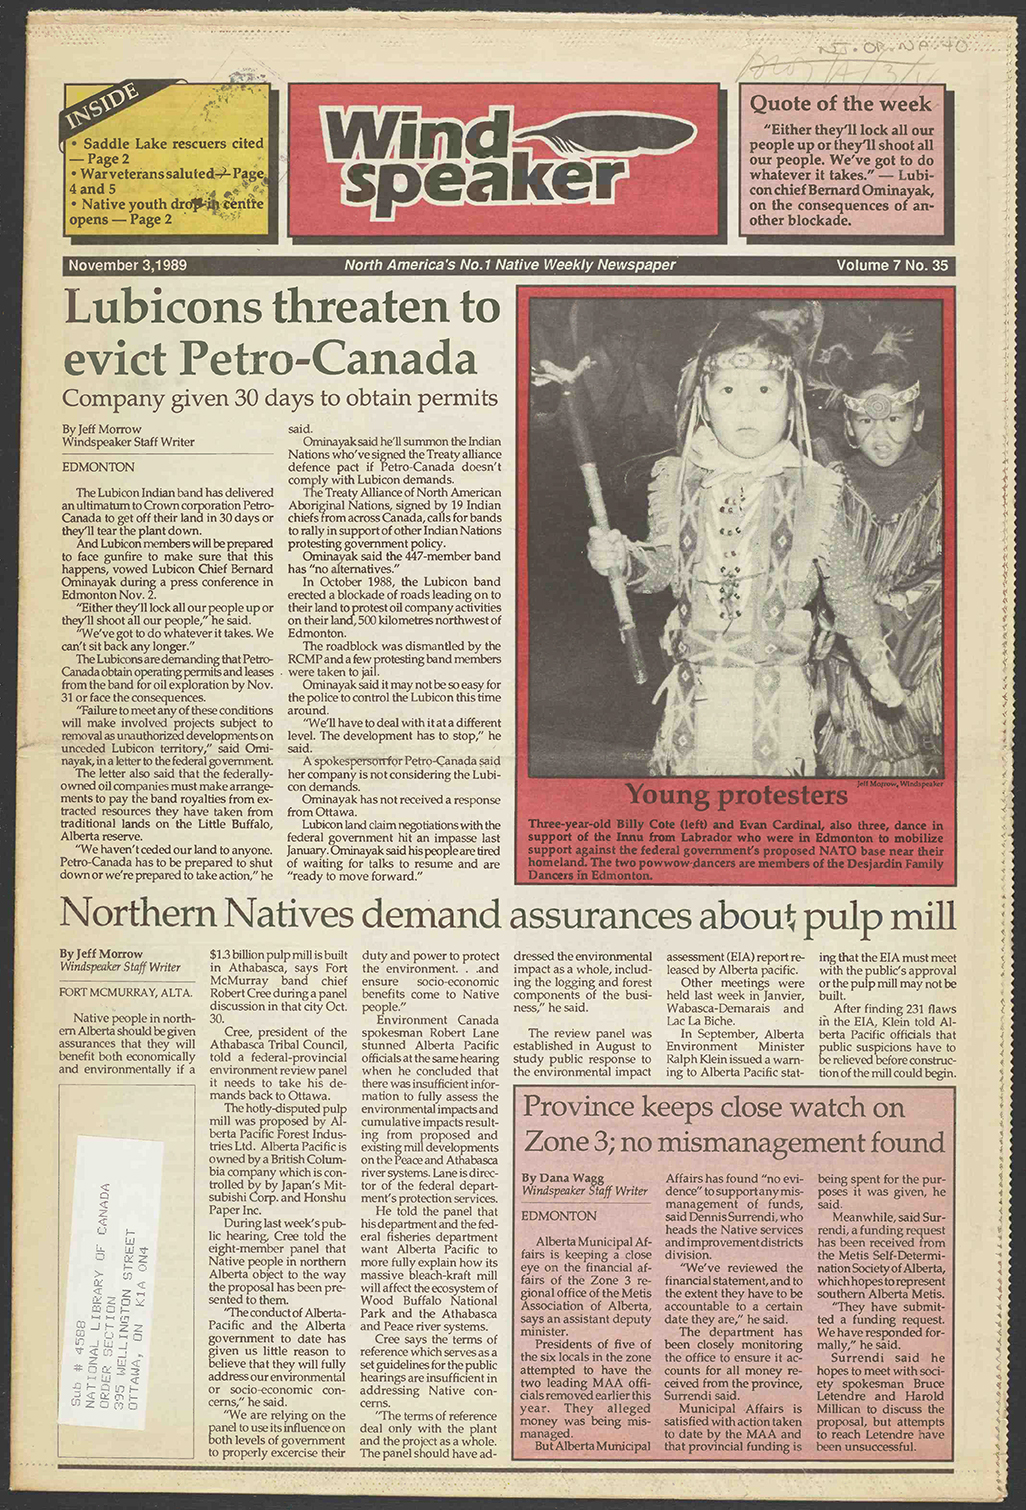 INSIDE
• Saddle Lake rescuers cited
— Page 2
• War veterans saluted — Page
4 and 5
• Native youth drop-in centre
opens — Page 2
Wind
speaker
Quote of the week
"Either they'll lock all our
people up or they'll shoot all
our people. We've got to do
whatever it takes." — Lubi-
con chief Bernard Ominayak,
on the consequences of an-
other blockade.
November 3,1989
North America's No.1 Native Weekly Newspaper
Volume 7 No. 35
Lubicons threaten to
evict Petro-Canada
Company given 30 days to obtain permits
By Jeff Morrow
Windspeaker Staff Writer
EDMONTON
The Lubicon Indian band has delivered
an ultimatum to Crown corporation Petro-
Canada to get off their land in 30 days or
they'll tear the plant down.
And Lubicon members will be prepared
to face gunfire to make sure that this
happens, vowed Lubicon Chief Bernard
Ominayak during a press conference in
Edmonton Nov. 2.
"Either they'll lock all our people up or
they'll shoot all our people," he said.
"We've got to do whatever it takes. We
can't sit back any longer."
The Lubicons are demanding that Petro-
Canada obtain operating permits and leases
from the band for oil exploration by Nov.
31 or face the consequences.
"Failure to meet any of these conditions
will make involved projects subject to
removal as unauthorized developments on
unceded Lubicon territory," said Omi-
nayak, in a letter to the federal government.
The letter also said that the federally-
owned oil companies must make arrange-
ments to pay the band royalties from ex-
tracted resources they have taken from
traditional lands on the Little Buffalo,
Alberta reserve.
"We haven't ceded our land to anyone.
Petro-Canada has to be prepared to shut
down or we're prepared to take action," he
said.
Ominayak said he'll summon the Indian
Nations who've signed the Treaty alliance
defence pact if Petro-Canada doesn't
comply with Lubicon demands.
The Treaty Alliance of North American
Aboriginal Nations, signed by 19 Indian
chiefs from across Canada, calls for bands
to rally in support of other Indian Nations
protesting government policy.
Ominayak said the 447-member band
has "no alternatives."
In October 1988, the Lubicon band
erected a blockade of roads leading on to
their land to protest oil company activities
on their land, 500 kilometres northwest of
Edmonton.
The roadblock was dismantled by the
RCMP and a few protesting band members
were taken to jail.
Ominayak said it may not be so easy for
the police to control the Lubicon this time
around.
"We'll have to deal with it at a different
level. The development has to stop," he
said.
A spokesperson for Petro-Canada said
her company is not considering the Lubi-
con demands.
Ominayak has not received a response
from Ottawa.
Lubicon land claim negotiations with the
federal government hit an impasse last
January. Ominayak said his people are tired
of waiting for talks to resume and are
"ready to move forward."
Jeff Morrow, Windspeaker
Young protesters
Three-year-old Billy Cote (left) and Evan Cardinal, also three, dance in
support of the Innu from Labrador who were in Edmonton to mobilize
support against the federal government's proposed NATO base near their
homeland. The two powwow dancers are members of the Desjardin Family
Dancers in Edmonton.
Northern Natives demand assurances about pulp mill
By Jeff Morrow
Windspeaker Staff Writer
FORT MCMURRAY, ALTA.
Native people in north-
ern Alberta should be given
assurances that they will
benefit both economically
and environmentally if a
$1.3 billion pulp mill is built
in Athabasca, says Fort
McMurray band chief
Robert Cree during a panel
discussion in that city Oct.
30.
Cree, president of the
Athabasca Tribal Council,
told a federal-provincial
environment review panel
it needs to take his de-
mands back to Ottawa.
The hotly-disputed pulp
mill was proposed by Al-
berta Pacific Forest Indus-
tries Ltd. Alberta Pacific is
owned by a British Colum-
bia company which is con-
trolled by by Japan's Mit-
subishi Corp. and Honshu
Paper Inc.
During last week's pub-
lic hearing, Cree told the
eight-member panel that
Native people in northern
Alberta object to the way
the proposal has been pre-
sented to them.
"The conduct of Alberta-
Pacific and the Alberta
government to date has
given us little reason to
believe that they will fully
address our environmental
or socio-economic con-
cerns," he said.
"We are relying on the
panel to use its influence on
both levels of government
to properly excercise their
duty and power to protect
the environment. . .and
ensure socio-economic
benefits come to Native
people."
Environment Canada
spokesman Robert Lane
stunned Alberta Pacific
officials at the same hearing
when he concluded that
there was insufficient infor-
mation to fully assess the
environmental impacts and
cumulative impacts result-
ing from proposed and
existing mill developments
on the Peace and Athabasca
river systems. Lane is direc-
tor of the federal depart-
ment's protection services.
He told the panel that
his department and the fed-
eral fisheries department
want Alberta Pacific to
more fully explain how its
massive bleach-kraft mill
will affect the ecosystem of
Wood Buffalo National
Park and the Athabasca
and Peace river systems.
Cree says the terms of
reference which serves as a
set guidelines for the public
hearings are insufficient in
addressing Native con-
cerns.
"The terms of reference
deal only with the plant
and the project as a whole.
The panel should have ad-
dressed the environmental
impact as a whole, includ-
ing the logging and forest
components of the busi-
ness," he said.
The review panel was
established in August to
study public response to
the environmental impact
assessment (EIA) report re-
leased by Alberta pacific.
Other meetings were
held last week in Janvier,
Wabasca-Demarais and
Lac La Biche.
In September, Alberta
Environment Minister
Ralph Klein issued a warn-
ing to Alberta Pacific stat-
ing that the EIA must meet
with the public's approval
or the pulp mill may not be
built.
After finding 231 flaws
in the EIA, Klein told Al-
berta Pacific officials that
public suspicions have to
be relieved before construc-
tion of the mill could begin.
Sub # 4588
NATIONAL LIBRARY OF CANADA
ORDER SECTION
395 WELLINGTON STREET
OTTAWA, ON K1A 0N4
Province keeps close watch on
Zone 3; no mismanagement found
By Dana Wagg
Windspeaker Staff Writer
EDMONTON
Alberta Municipal Af-
fairs is keeping a close
eye on the financial af-
fairs of the Zone 3 re-
gional office of the Metis
Association of Alberta,
says an assistant deputy
minister.
Presidents of five of
the six locals in the zone
attempted to have the
two leading MAA offi-
cials removed earlier this
year. They alleged
money was being mis-
managed.
But Alberta Municipal
Affairs has found "no evi-
dence" to support any mis-
management of funds,
said Dennis Surrendi, who
heads the Native services
and improvement districts
division.
"We've reviewed the
financial statement, and to
the extent they have to be
accountable to a certain
date they are," he said.
The department has
been closely monitoring
the office to ensure it ac-
counts for all money re-
ceived from the province,
Surrendi said.
Municipal Affairs is
satisfied with action taken
to date by the MAA and
that provincial funding is
being spent for the pur-
poses it was given, he
said.
Meanwhile, said Sur-
rendi, a funding request
has been received from
the Metis Self-Determi-
nation Society of Alberta,
which hopes to represent
southern Alberta Metis.
"They have submit-
ted a funding request.
We have responded for-
mally," he said.
Surrendi said he
hopes to meet with soci-
ety spokesman Bruce
Letendre and Harold
Millican to discuss the
proposal, but attempts
to reach Letendre have
been unsuccessful.